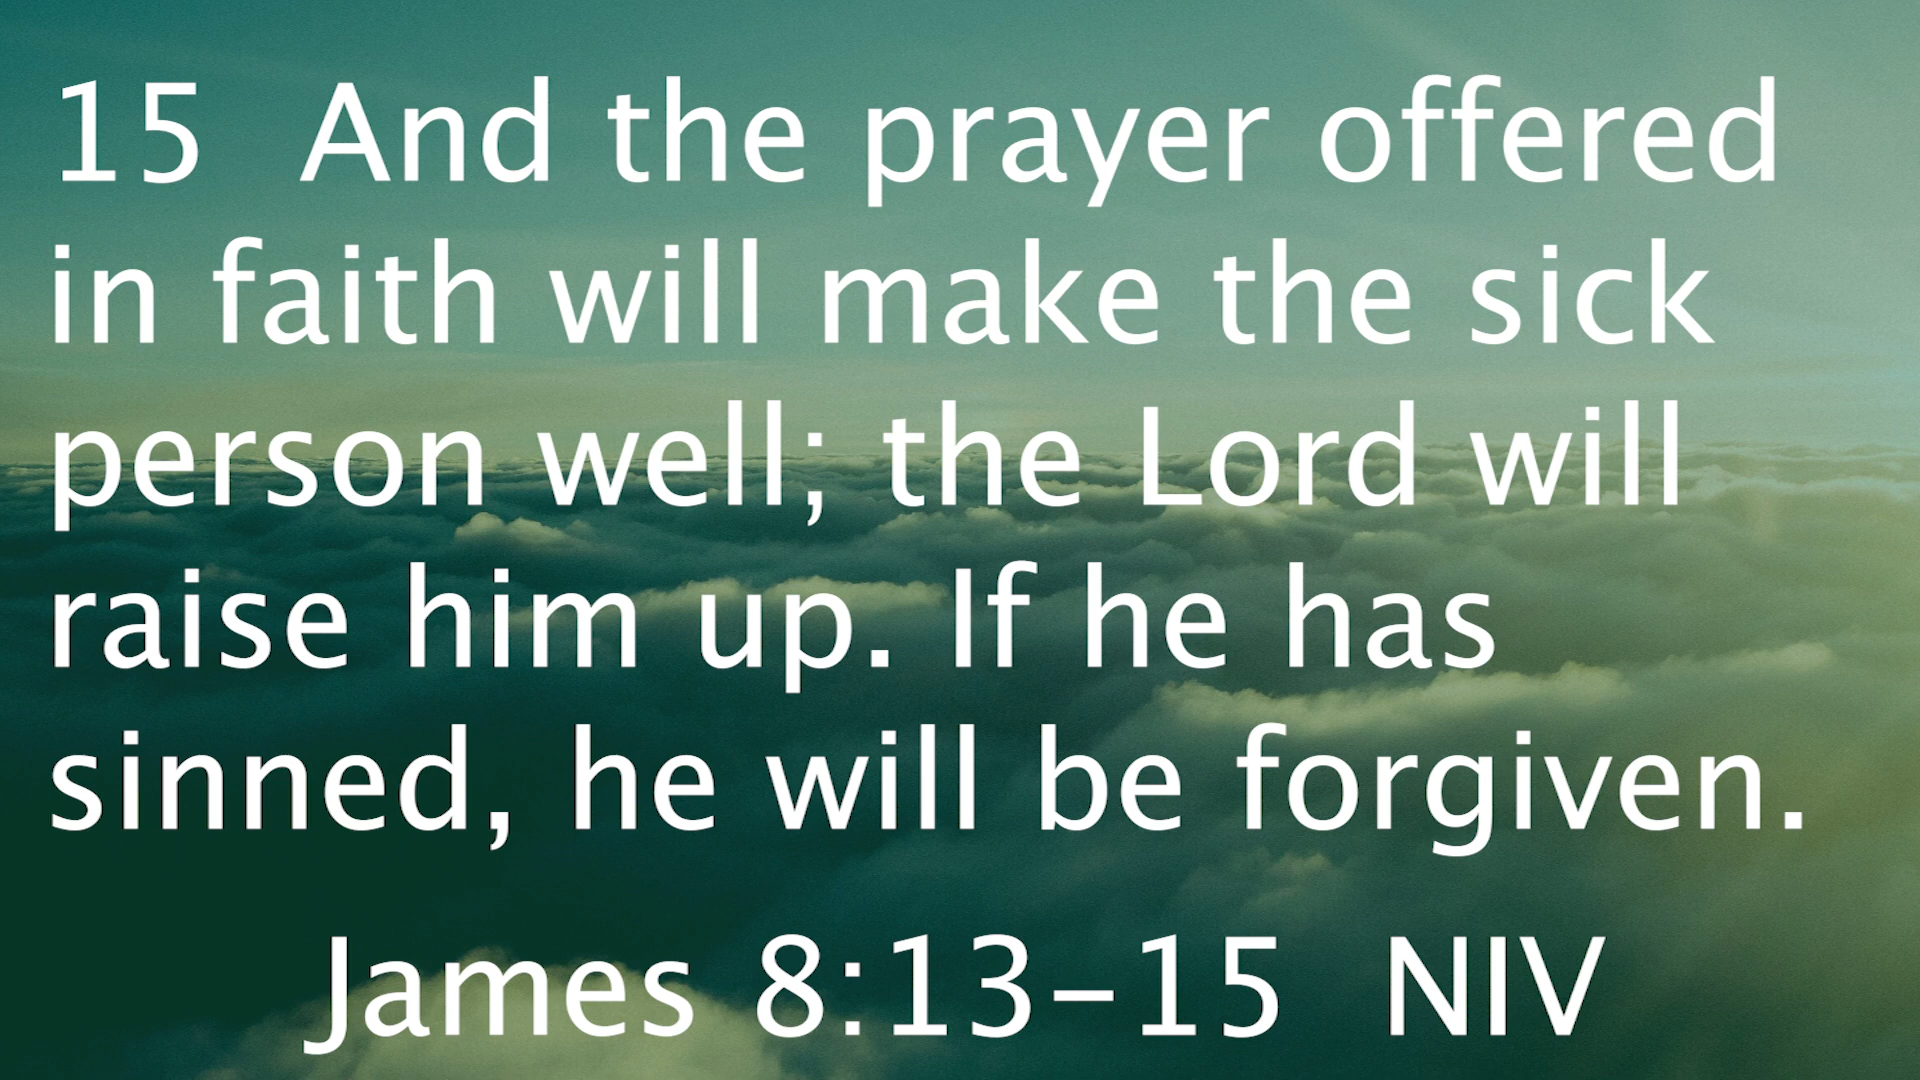 15  And the prayer offered
in faith will make the sick
person well; the Lord will
raise him up. If he has
sinned, he will be forgiven.
James 8:13–15  NIV